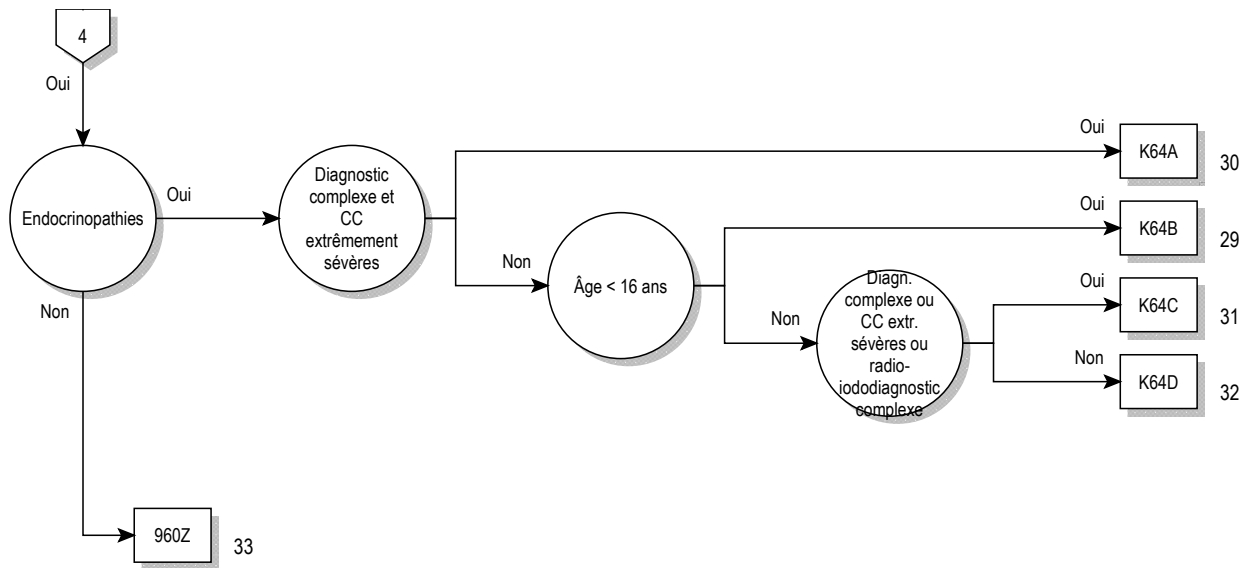 4
Oui
Endocrinopathies
Oui
Diagnostic
complexe et
CC
extrêmement
sévères
Oui
K64A
30
Non
Âge < 16 ans
Oui
K64B
29
Non
Diagn.
complexe ou
CC extr.
sévères ou
radio-
iododiagnostic
complexe
Oui
K64C
31
Non
K64D
32
Non
960Z
33